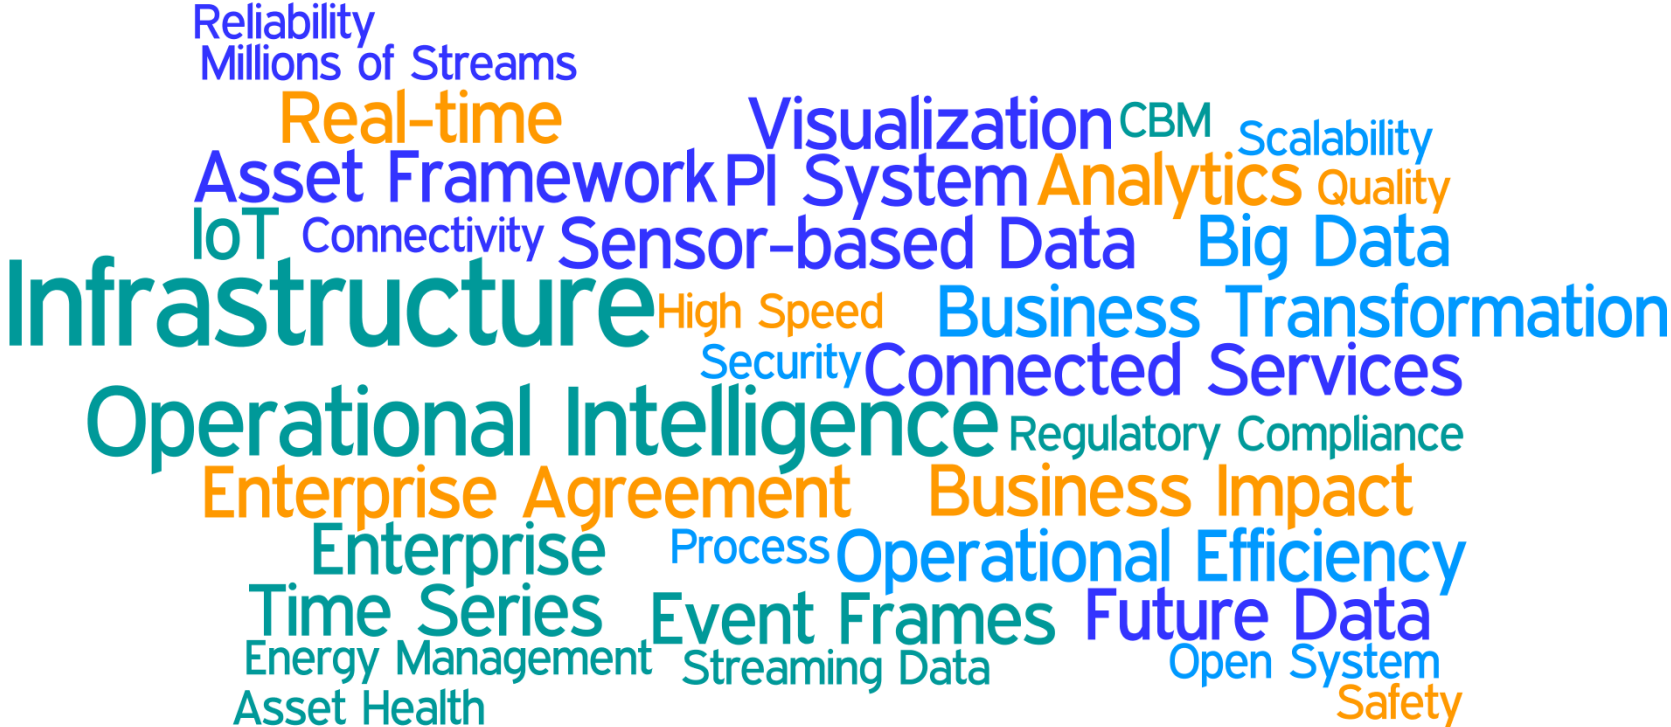 Reliability
Millions of Streams
Real-time
Visualization
CBM
Scalability
Asset Framework
PI System
Analytics
Quality
IoT
Connectivity
Sensor-based Data
Big Data
Infrastructure
High Speed
Business Transformation
Security
Connected Services
Operational Intelligence
Regulatory Compliance
Enterprise Agreement
Business Impact
Enterprise
Process
Operational Efficiency
Time Series
Event Frames
Future Data
Energy Management
Streaming Data
Open System
Asset Health
Safety